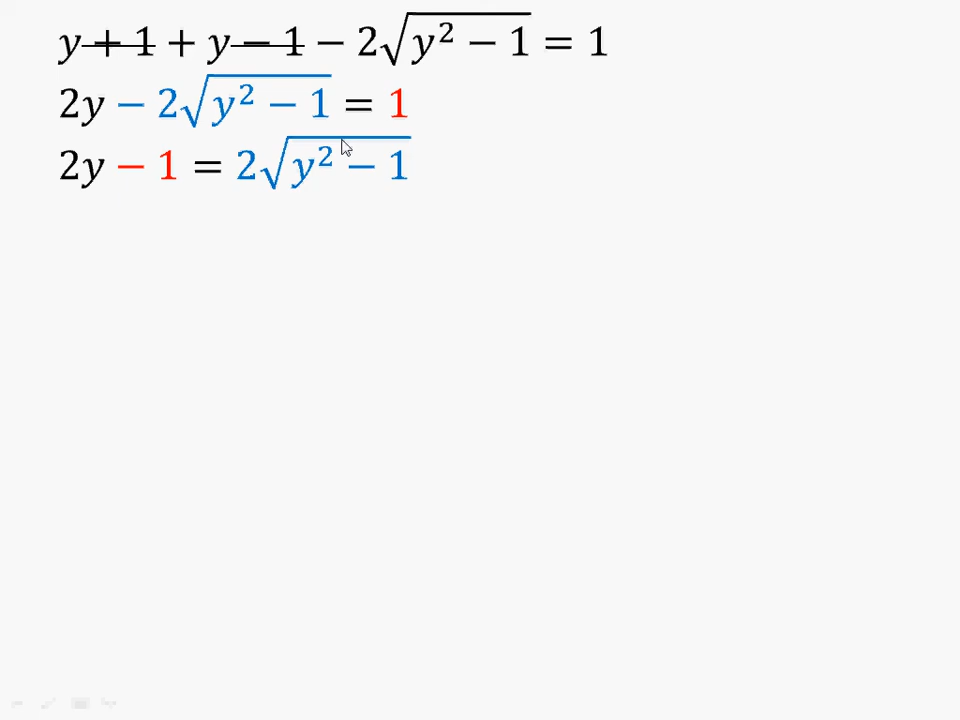 y + 1 + y − 1 − 2√(y² − 1) = 1
2y − 2√(y² − 1) = 1
2y − 1 = 2√(y² − 1)